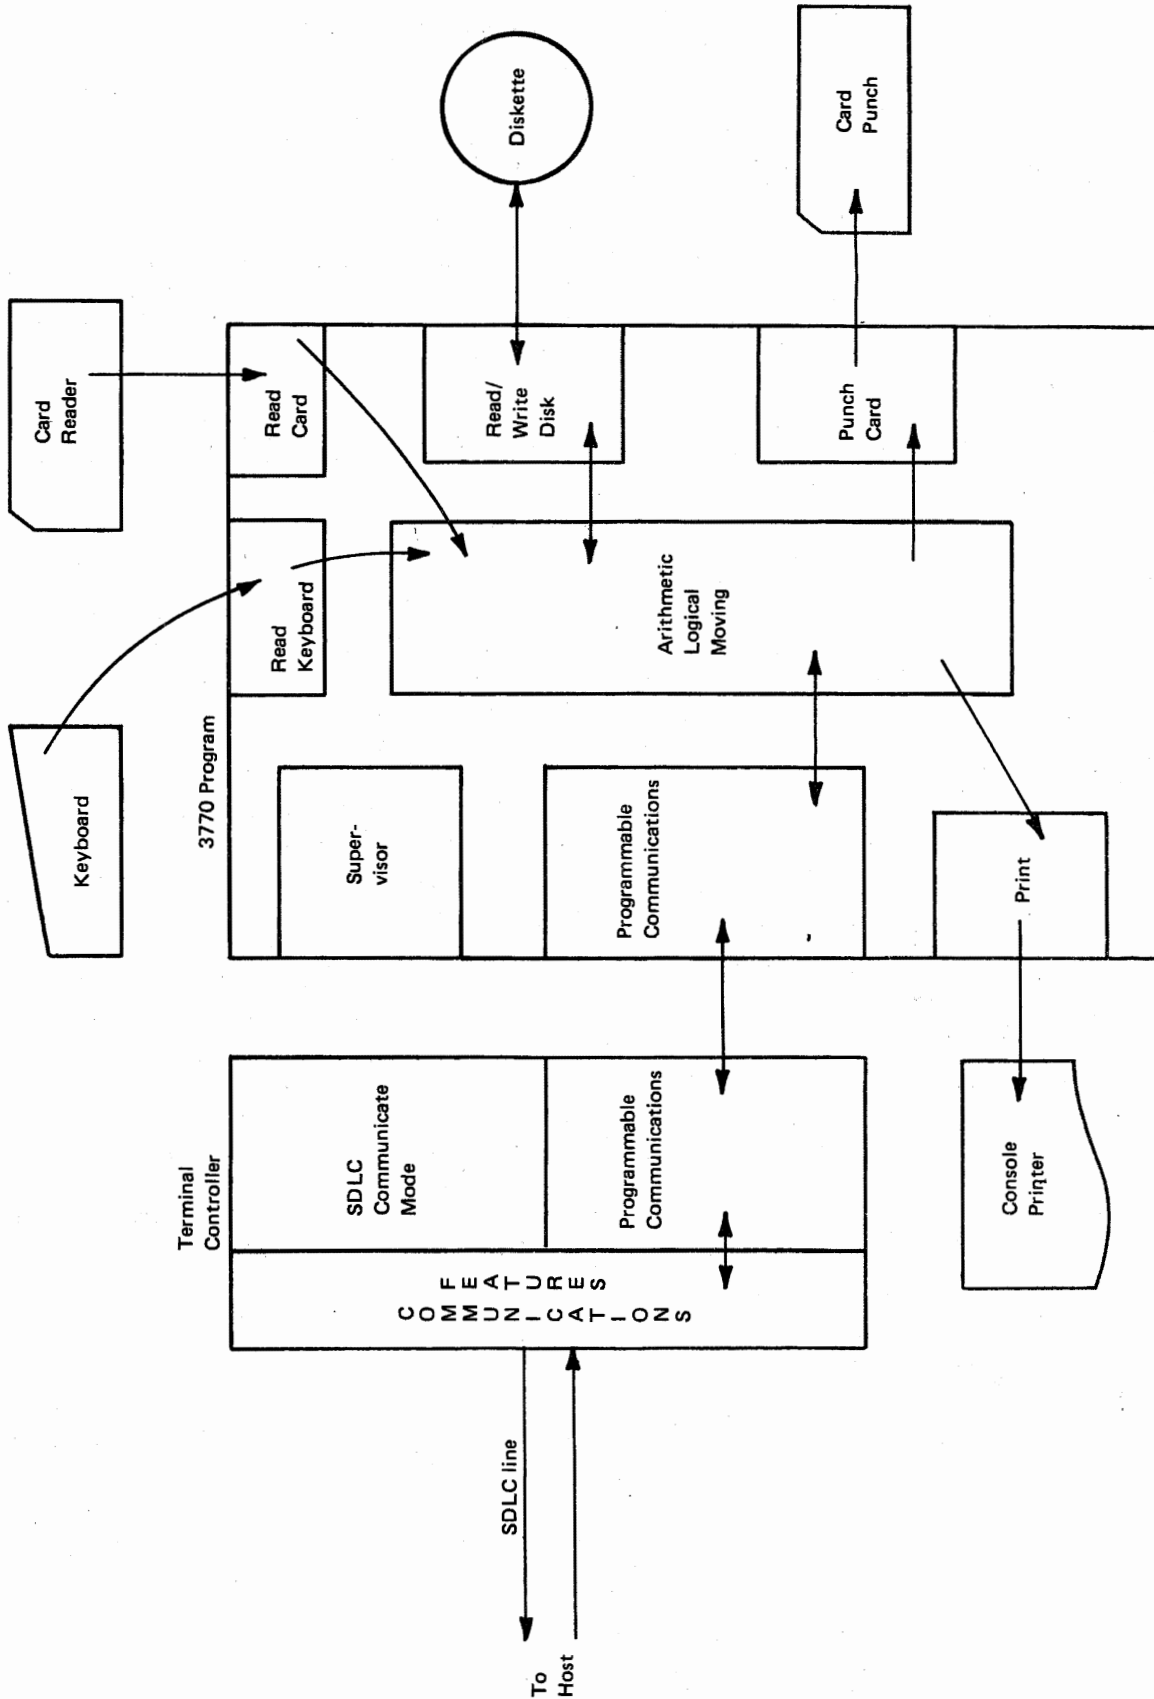 Keyboard
Card
Reader
3770 Program
Read
Keyboard
Read
Card
Terminal
Controller
Super-
visor
SDLC
Communicate
Mode
FEATURES
COMMUNICATIONS
Programmable
Communications
Programmable
Communications
Arithmetic
Logical
Moving
Read/
Write
Disk
Diskette
SDLC line
To
Host
Punch
Card
Card
Punch
Print
Console
Printer